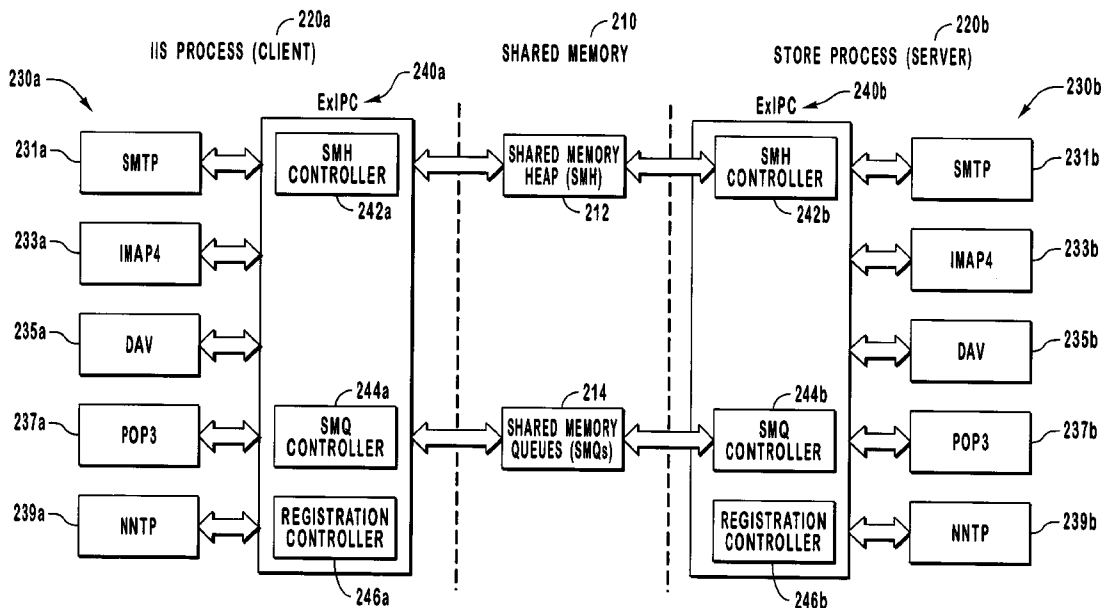 220a
210
220b
IIS PROCESS (CLIENT)
SHARED MEMORY
STORE PROCESS (SERVER)
230a
240a
240b
230b
ExIPC
ExIPC
231a
SMTP
SMH
CONTROLLER
242a
SHARED MEMORY
HEAP (SMH)
212
SMH
CONTROLLER
242b
SMTP
231b
233a
IMAP4
IMAP4
233b
235a
DAV
DAV
235b
237a
POP3
244a
SMQ
CONTROLLER
214
SHARED MEMORY
QUEUES (SMQs)
244b
SMQ
CONTROLLER
POP3
237b
239a
NNTP
REGISTRATION
CONTROLLER
246a
REGISTRATION
CONTROLLER
246b
NNTP
239b